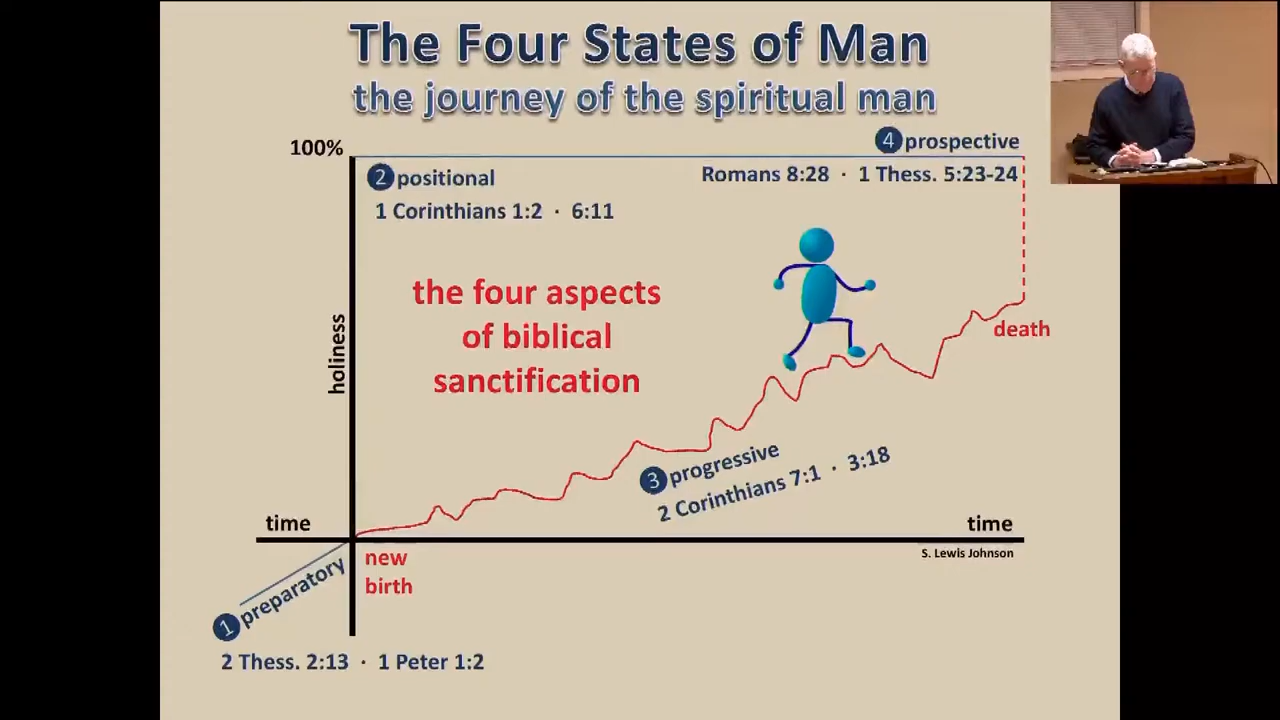 The Four States of Man
the journey of the spiritual man
100%
4 prospective
Romans 8:28 · 1 Thess. 5:23-24
2 positional
1 Corinthians 1:2 · 6:11
the four aspects
of biblical
sanctification
holiness
death
3 progressive
2 Corinthians 7:1 · 3:18
time
time
S. Lewis Johnson
new
birth
1 preparatory
2 Thess. 2:13 · 1 Peter 1:2